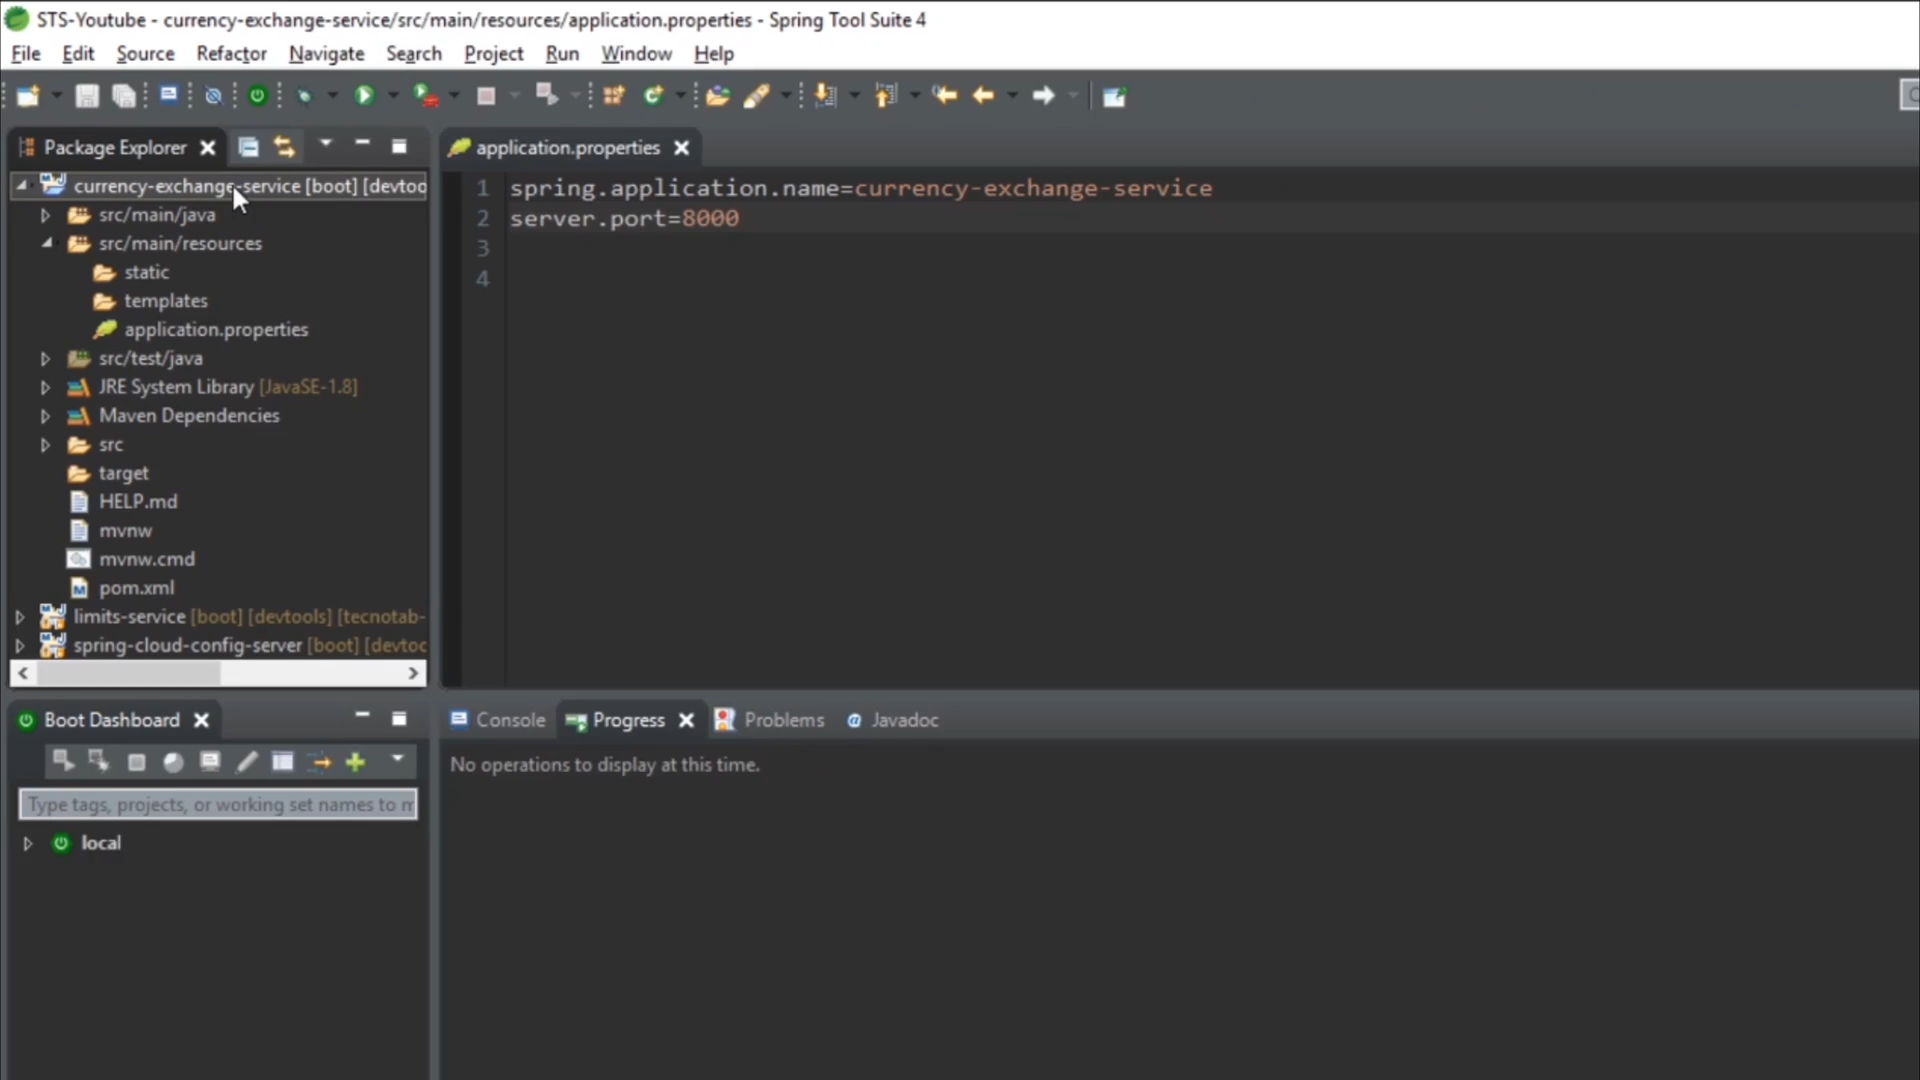 STS-Youtube - currency-exchange-service/src/main/resources/application.properties - Spring Tool Suite 4
File Edit Source Refactor Navigate Search Project Run Window Help
Package Explorer
application.properties
currency-exchange-service [boot] [devtoo
src/main/java
src/main/resources
static
templates
application.properties
src/test/java
JRE System Library [JavaSE-1.8]
Maven Dependencies
src
target
HELP.md
mvnw
mvnw.cmd
pom.xml
limits-service [boot] [devtools] [tecnotab-
spring-cloud-config-server [boot] [devtoc
1 spring.application.name=currency-exchange-service
2 server.port=8000
3
4
Boot Dashboard
Type tags, projects, or working set names to m
local
Console Progress Problems Javadoc
No operations to display at this time.